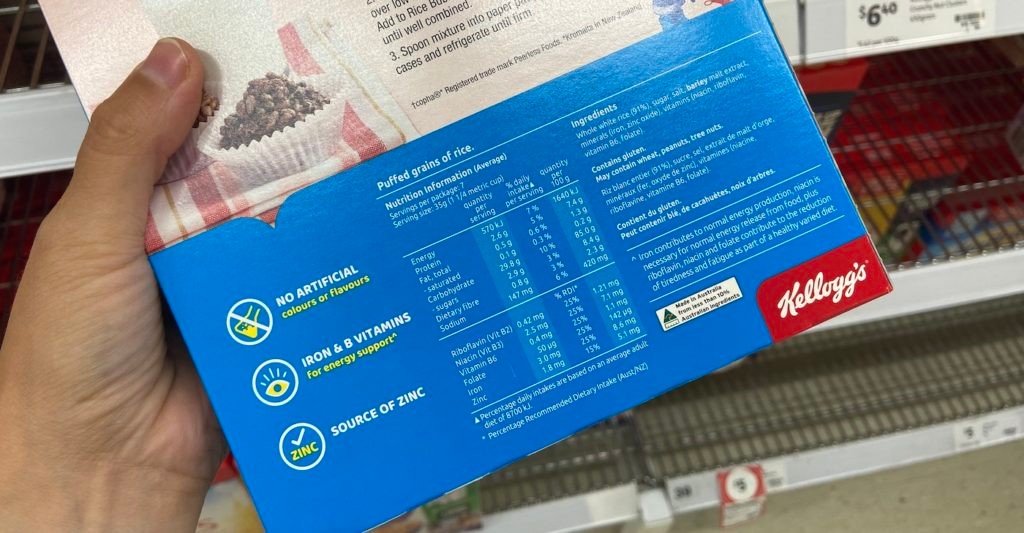 over low
Add to Rice Bu
until well combined.
3. Spoon mixture into paper p
cases and refrigerate until firm.
†copha®* Registered trade mark Peerless Foods. ^Kremelta in New Zealand
Puffed grains of rice.
Nutrition Information (Average)
Servings per package:
Serving size: 35g (1 1/4 metric cup)
quantity per serving % daily intake▲ per serving quantity per 100 g
Energy 570 kJ 7 % 1640 kJ
Protein 2.6 g 5 % 7.4 g
Fat, total 0.5 g 0.6 % 1.3 g
- saturated 0.1 g 0.3 % 0.2 g
Carbohydrate 29.8 g 10 % 85.0 g
- Sugars 2.9 g 3 % 8.4 g
Dietary fibre 0.8 g 3 % 2.3 g
Sodium 147 mg 6 % 420 mg
%RDI*
Riboflavin (Vit B2) 0.42 mg 25% 1.21 mg
Niacin (Vit B3) 2.5 mg 25% 7.1 mg
Vitamin B6 0.4 mg 25% 1.1 mg
Folate 50 µg 25% 142 µg
Iron 3.0 mg 25% 8.6 mg
Zinc 1.8 mg 15% 5.1 mg
▲ Percentage daily intakes are based on an average adult
diet of 8700 kJ.
* Percentage Recommended Dietary Intake (Aust/NZ)
Ingredients
Whole white rice (91%), sugar, salt, barley malt extract,
minerals (iron, zinc oxide), vitamins (niacin, riboflavin,
vitamin B6, folate).
Contains gluten.
May contain wheat, peanuts, tree nuts.
Riz blanc entier (91%), sucre, sel, extrait de malt d'orge,
minéraux (fer, oxyde de zinc), vitamines (niacine,
riboflavine, vitamine B6, folate).
Contient du gluten.
Peut contenir blé, de cacahuètes, noix d'arbres.
^ Iron contributes to normal energy production, niacin is
necessary for normal energy release from food, plus
riboflavin, niacin and folate contribute to the reduction
of tiredness and fatigue as part of a healthy varied diet.
NO ARTIFICIAL
colours or flavours
IRON & B VITAMINS
For energy support^
ZINC
SOURCE OF ZINC
Made in Australia
from less than 10%
Australian ingredients
Kellogg's
$6 40